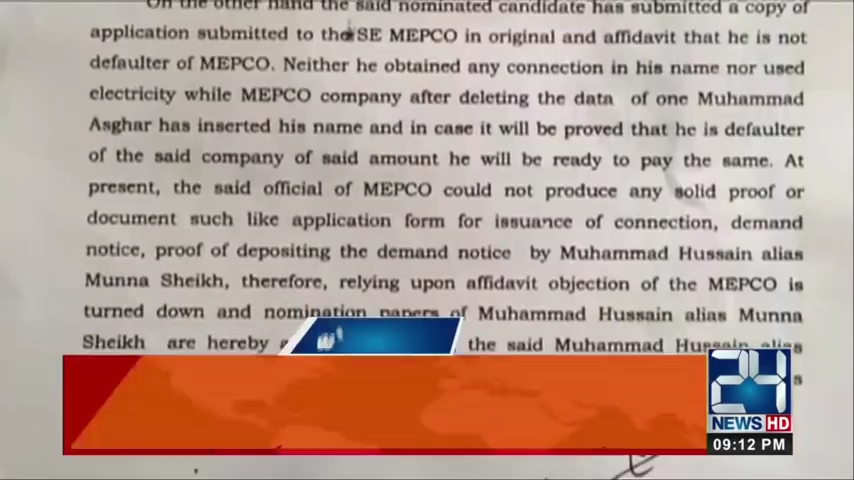 On the other hand the said nominated candidate has submitted a copy of
application submitted to the SE MEPCO in original and affidavit that he is not
defaulter of MEPCO. Neither he obtained any connection in his name nor used
electricity while MEPCO company after deleting the data of one Muhammad
Asghar has inserted his name and in case it will be proved that he is defaulter
of the said company of said amount he will be ready to pay the same. At
present, the said official of MEPCO could not produce any solid proof or
document such like application form for issuance of connection, demand
notice, proof of depositing the demand notice by Muhammad Hussain alias
Munna Sheikh, therefore, relying upon affidavit objection of the MEPCO is
turned down and nomination papers of Muhammad Hussain alias Munna
Sheikh are hereby the said Muhammad Hussain alias
24
NEWS HD
09:12 PM